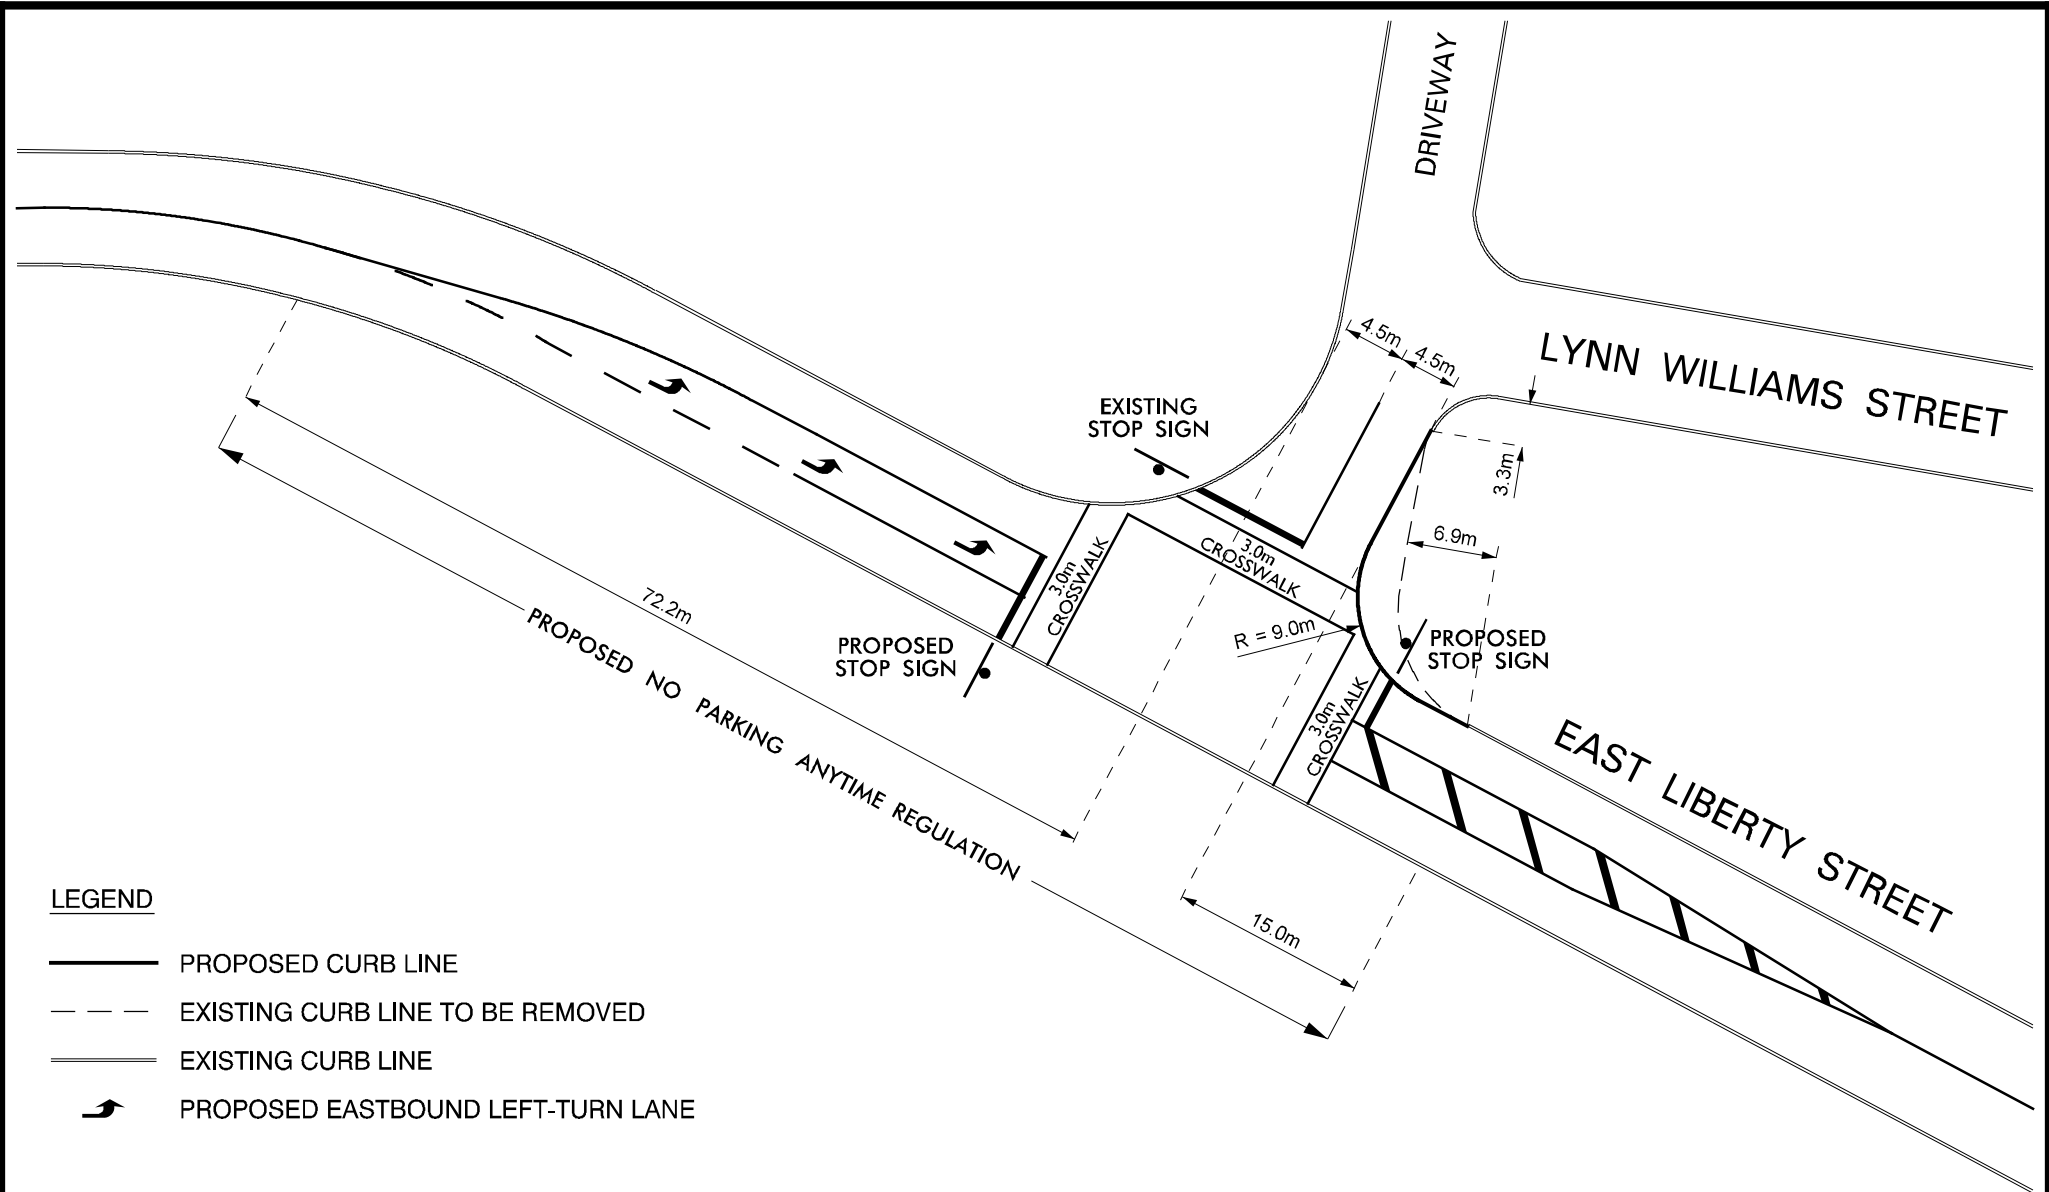 DRIVEWAY
4.5m
4.5m
LYNN WILLIAMS STREET
EXISTING
STOP SIGN
3.3m
6.9m
3.0m
CROSSWALK
3.0m
CROSSWALK
R = 9.0m
PROPOSED
STOP SIGN
PROPOSED
STOP SIGN
3.0m
CROSSWALK
72.2m
PROPOSED NO PARKING ANYTIME REGULATION
15.0m
EAST LIBERTY STREET
LEGEND
PROPOSED CURB LINE
EXISTING CURB LINE TO BE REMOVED
EXISTING CURB LINE
PROPOSED EASTBOUND LEFT-TURN LANE